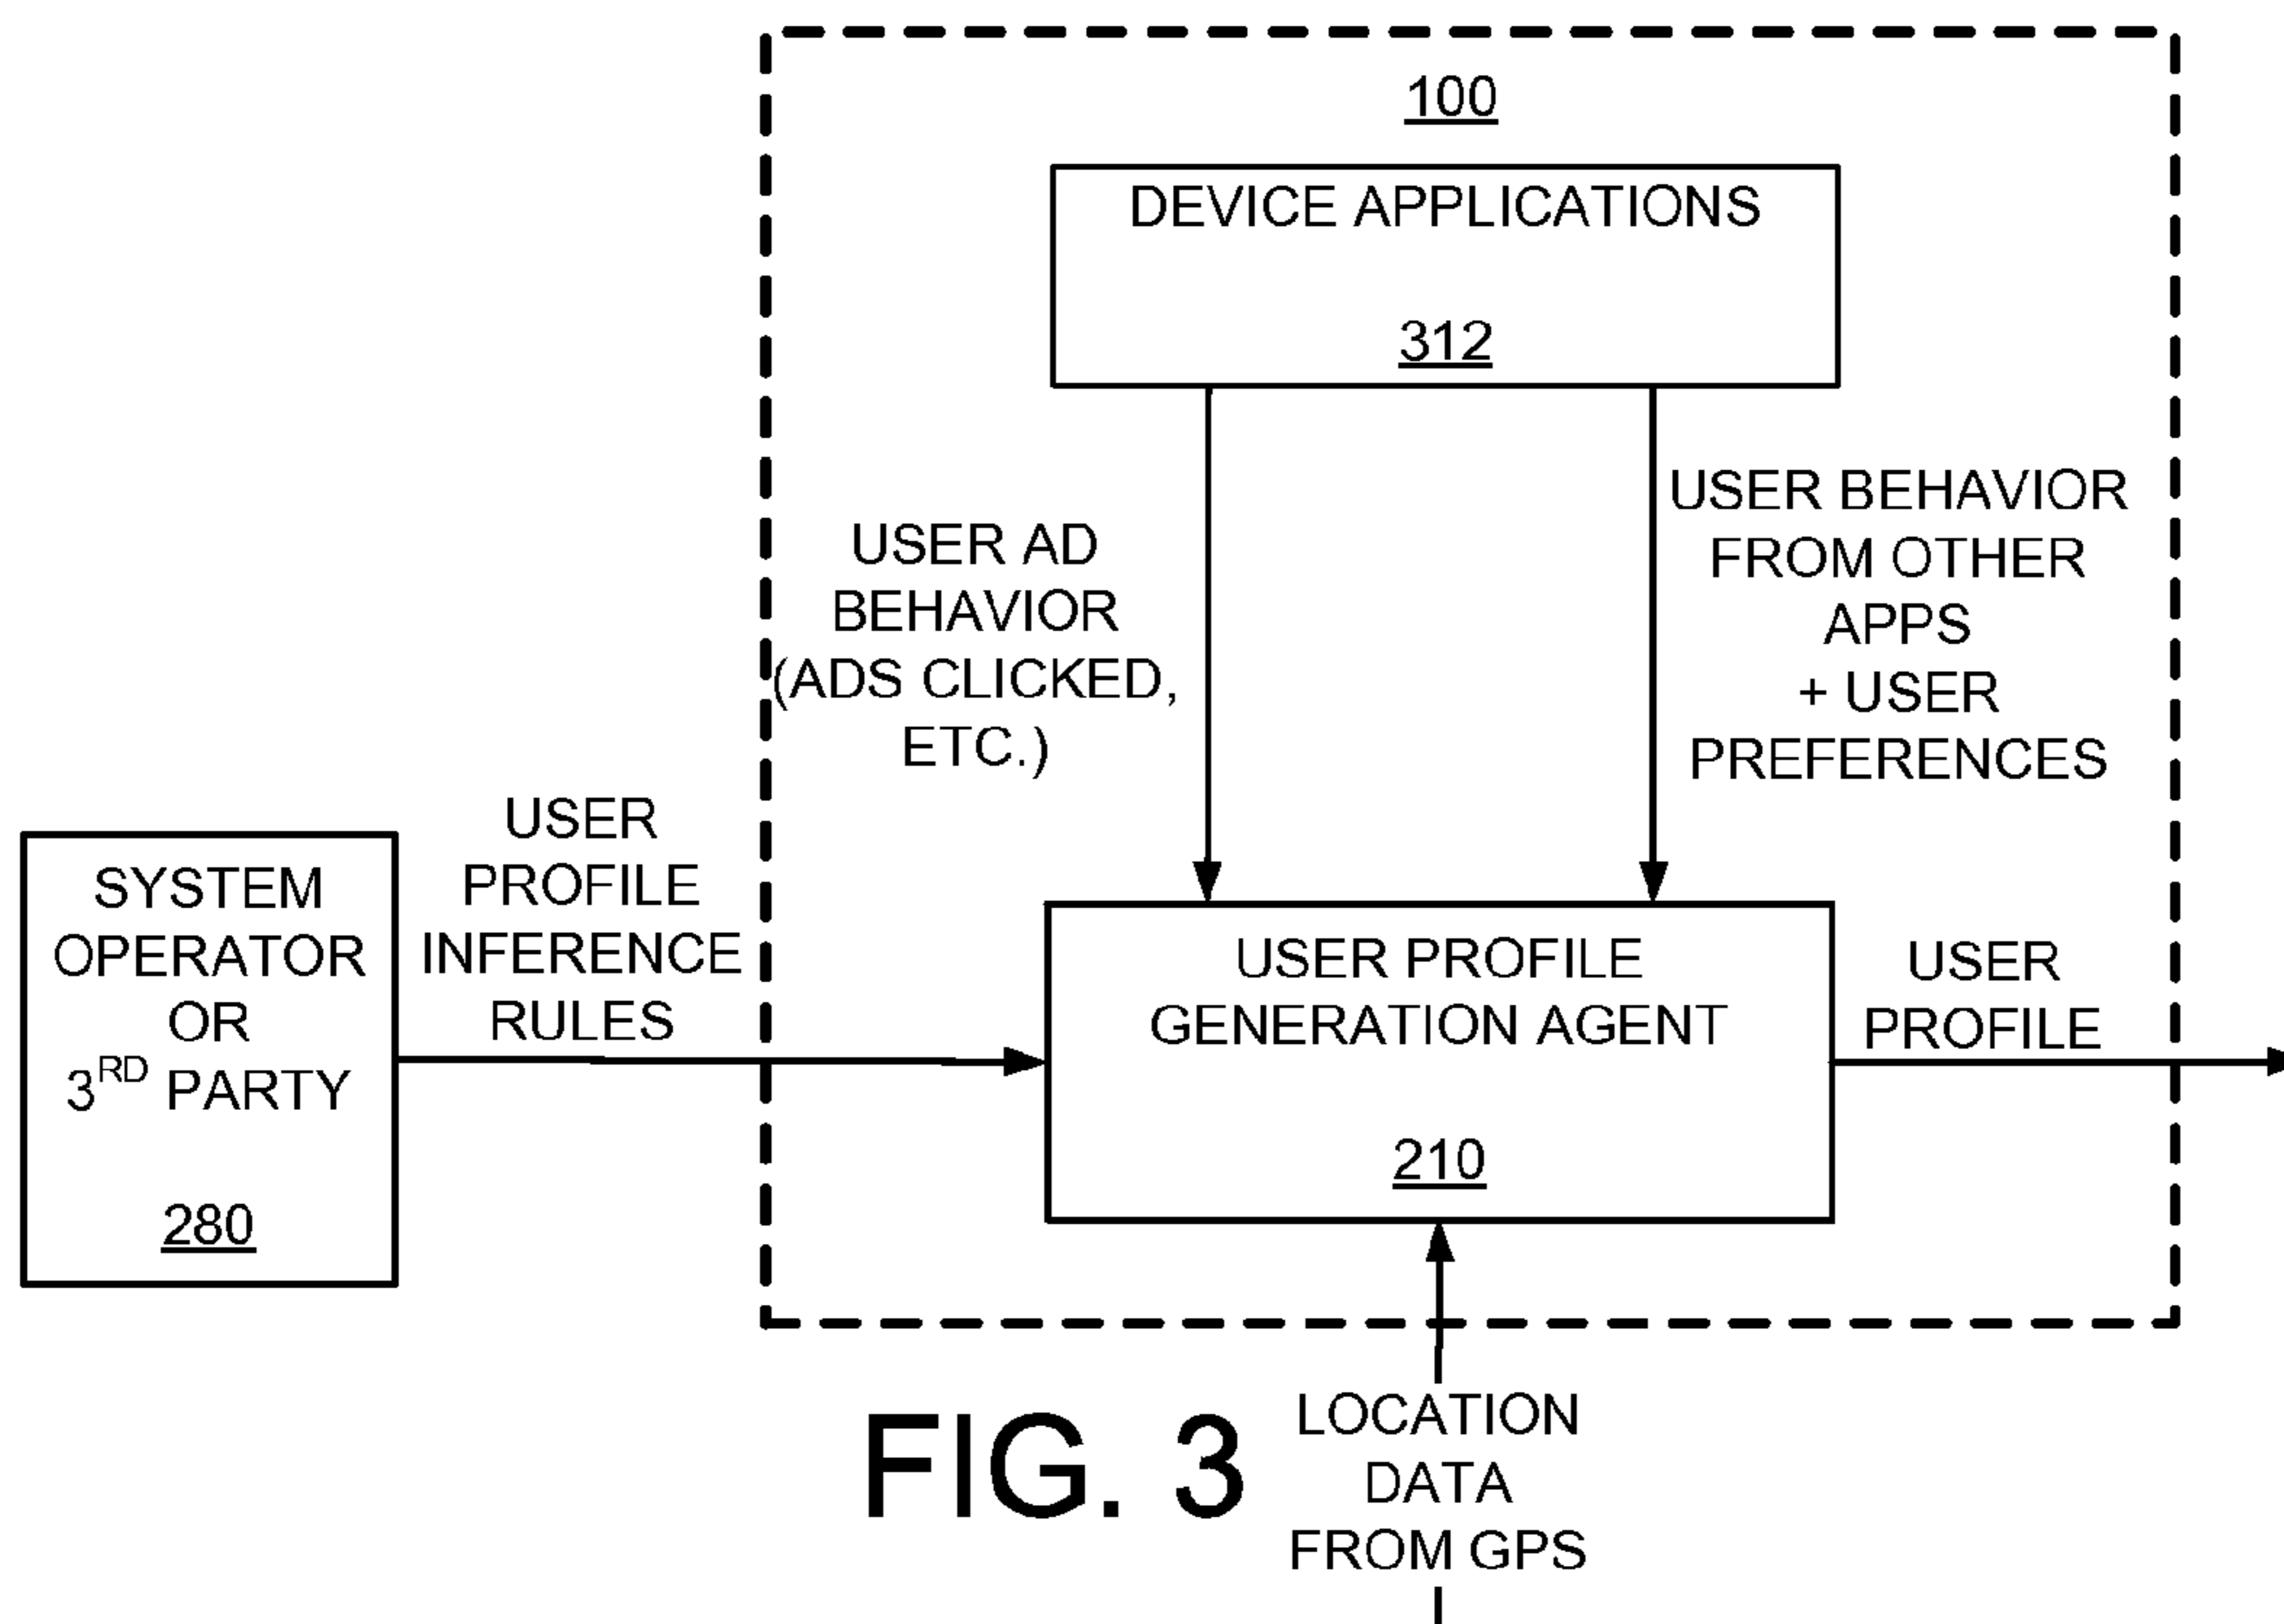 100
DEVICE APPLICATIONS
312
USER AD
BEHAVIOR
(ADS CLICKED,
ETC.)
USER BEHAVIOR
FROM OTHER
APPS
+ USER
PREFERENCES
SYSTEM
OPERATOR
OR
3RD PARTY
280
USER
PROFILE
INFERENCE
RULES
USER PROFILE
GENERATION AGENT
210
USER
PROFILE
FIG. 3
LOCATION
DATA
FROM GPS